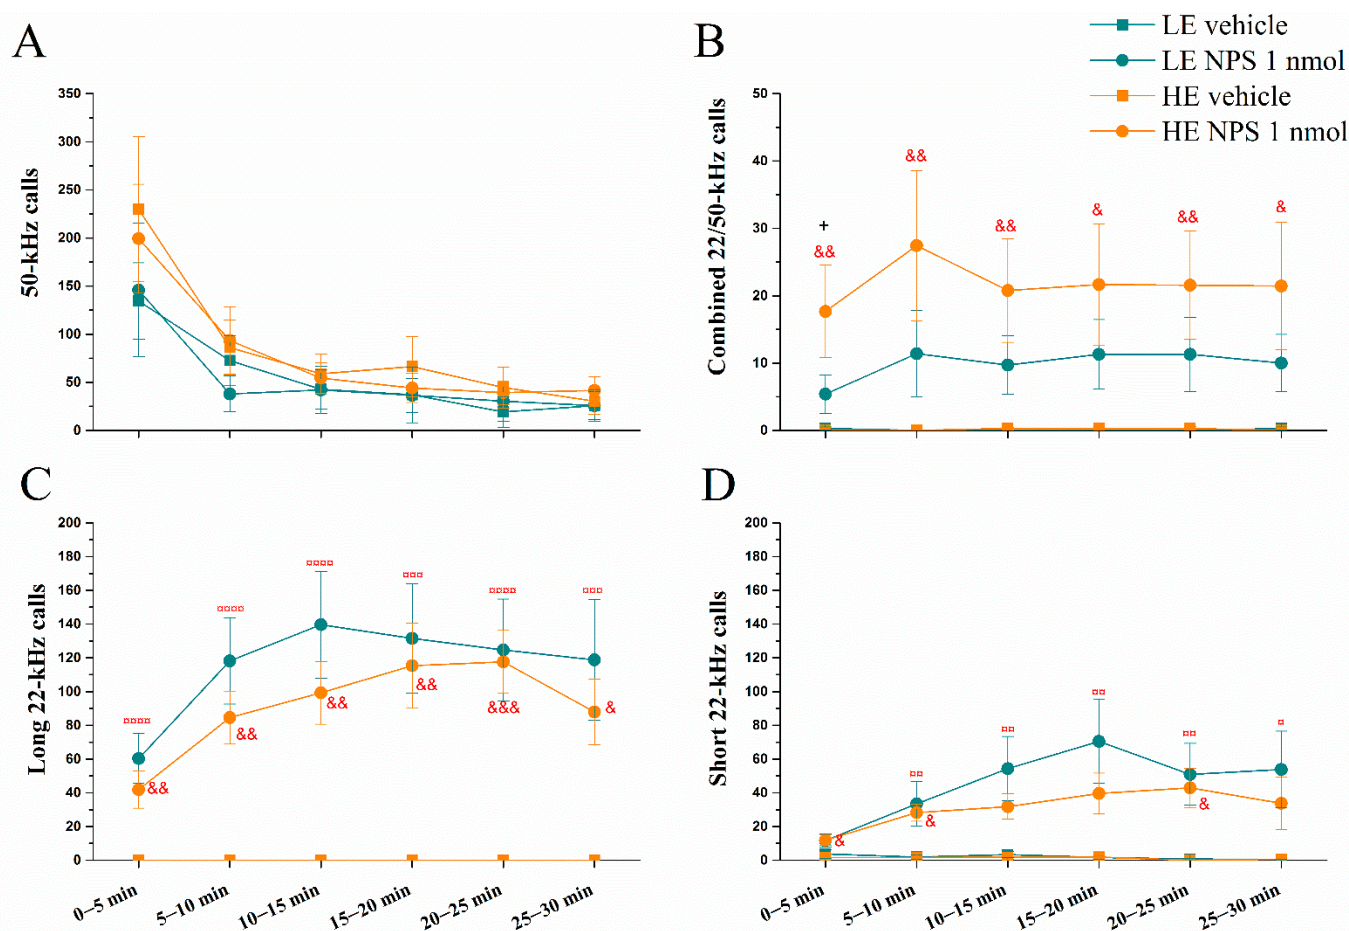 A
B
LE vehicle
LE NPS 1 nmol
HE vehicle
HE NPS 1 nmol
350
300
250
200
150
100
50
0
50-kHz calls
50
40
30
20
10
0
Combined 22/50-kHz calls
&&
+
&&
&&
&
&&
&
C
D
200
180
160
140
120
100
80
60
40
20
0
Long 22-kHz calls
¤¤¤¤
¤¤¤¤
¤¤¤¤
¤¤¤
¤¤¤¤
¤¤¤
&&
&&
&&
&&
&&&
&
0–5 min
5–10 min
10–15 min
15–20 min
20–25 min
25–30 min
200
180
160
140
120
100
80
60
40
20
0
Short 22-kHz calls
¤¤
¤¤
¤¤
¤¤
¤
&
&
&
0–5 min
5–10 min
10–15 min
15–20 min
20–25 min
25–30 min